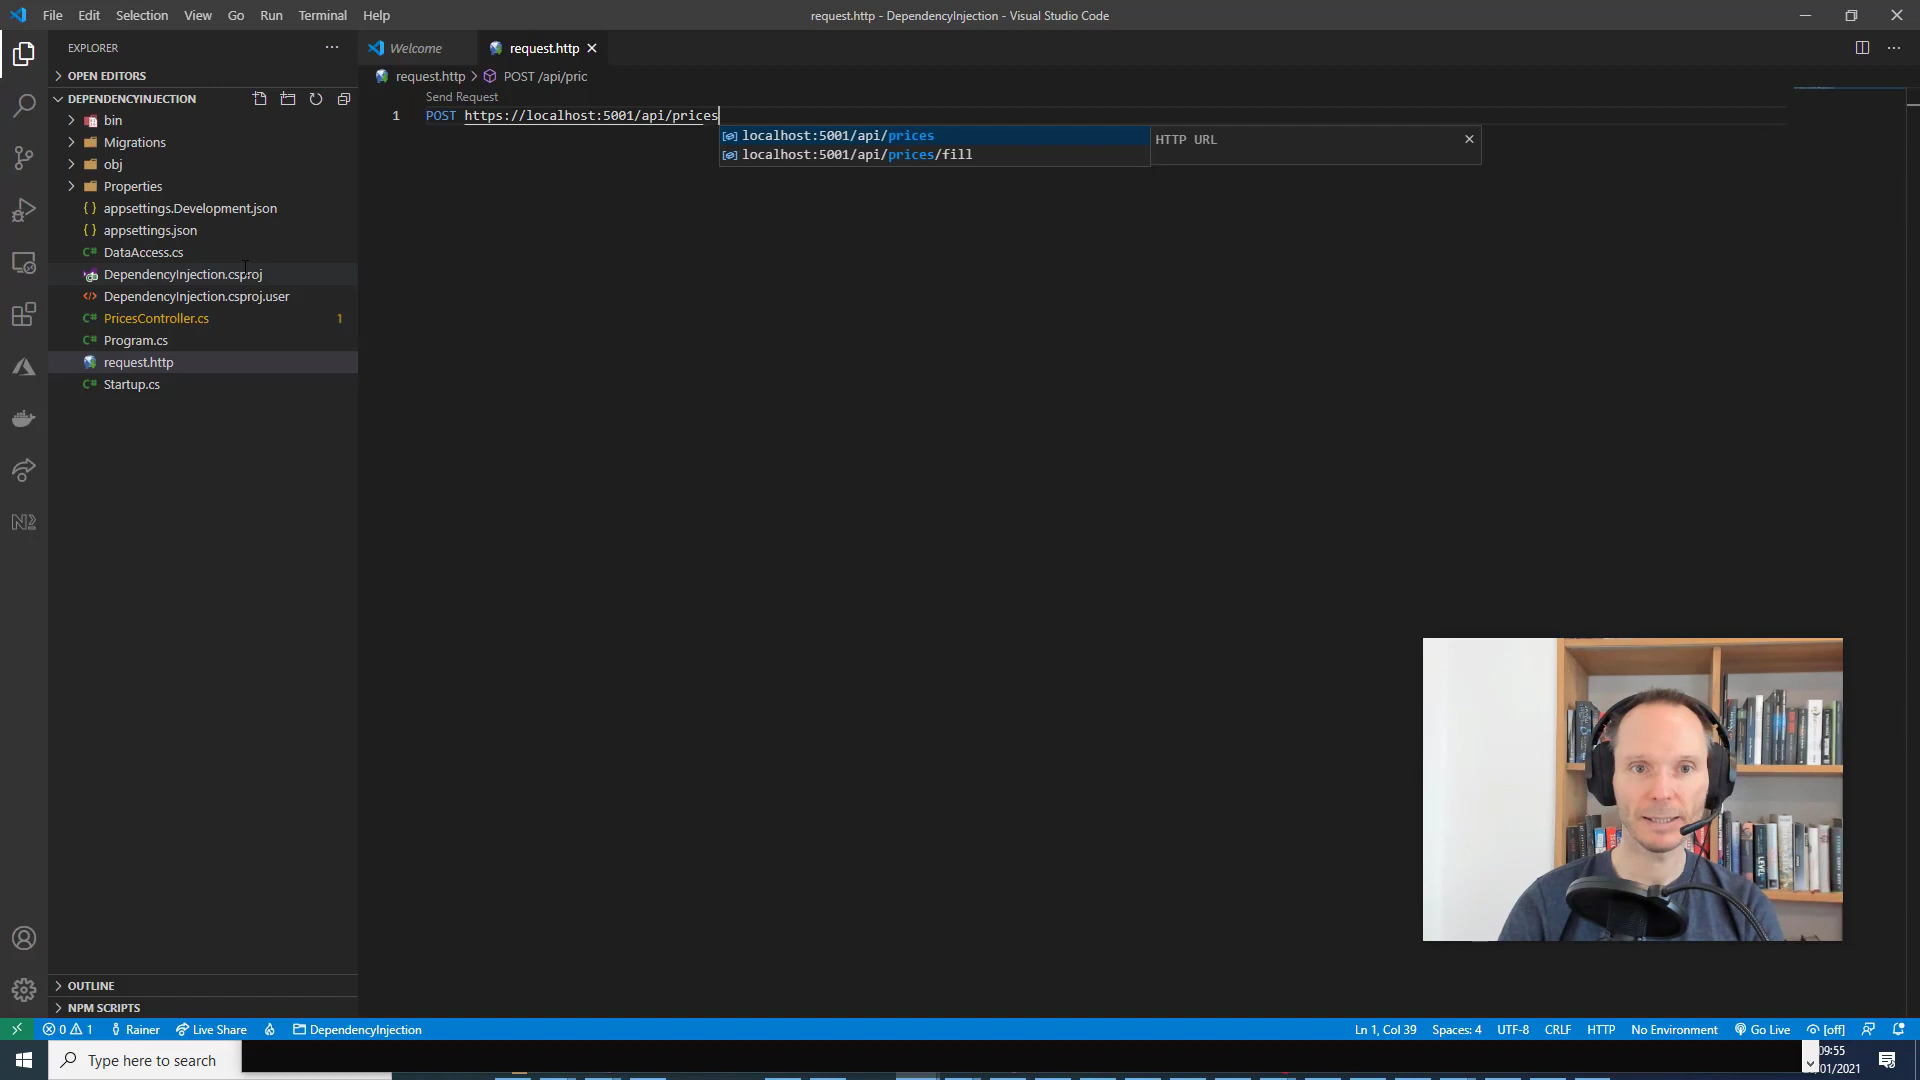 File Edit Selection View Go Run Terminal Help
request.http - DependencyInjection - Visual Studio Code
EXPLORER
OPEN EDITORS
DEPENDENCYINJECTION
bin
Migrations
obj
Properties
appsettings.Development.json
appsettings.json
DataAccess.cs
DependencyInjection.csproj
DependencyInjection.csproj.user
PricesController.cs 1
Program.cs
request.http
Startup.cs
OUTLINE
NPM SCRIPTS
Welcome
request.http
request.http > POST /api/pric
Send Request
1 POST https://localhost:5001/api/prices
localhost:5001/api/prices
localhost:5001/api/prices/fill
HTTP URL
0 1 Rainer Live Share DependencyInjection
Ln 1, Col 39 Spaces: 4 UTF-8 CRLF HTTP No Environment Go Live [off]
Type here to search
09:55
/01/2021